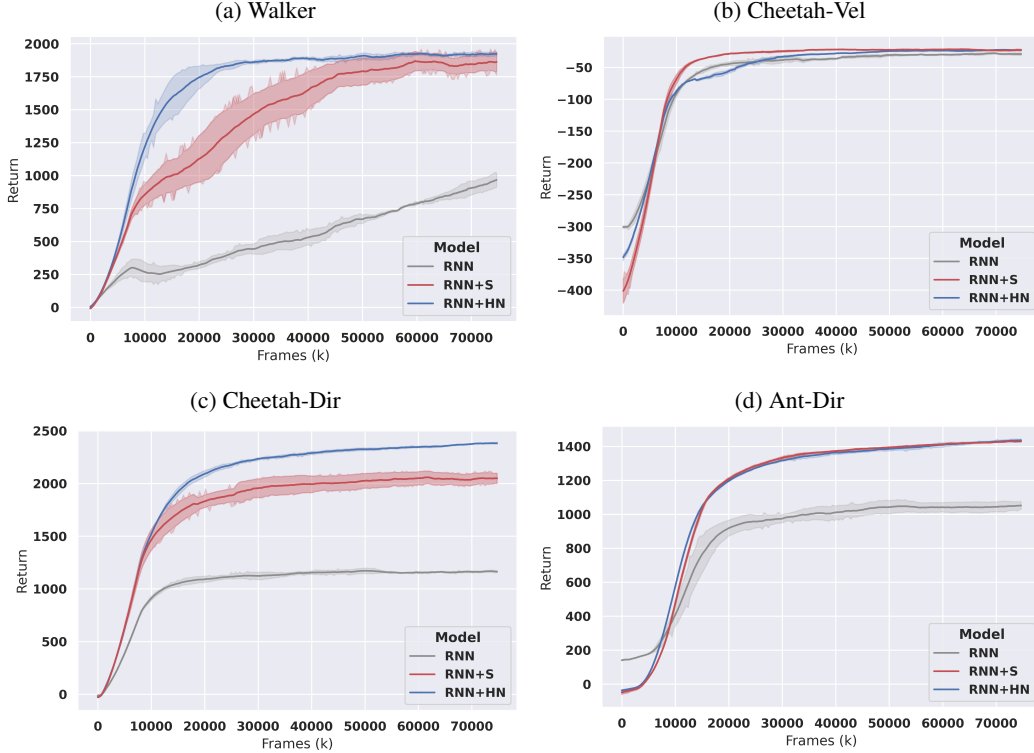 (a) Walker
2000
1750
1500
1250
1000
750
500
250
0
Return
0 10000 20000 30000 40000 50000 60000 70000
Frames (k)
Model
RNN
RNN+S
RNN+HN
(b) Cheetah-Vel
−50
−100
−150
−200
−250
−300
−350
−400
Return
0 10000 20000 30000 40000 50000 60000 70000
Frames (k)
Model
RNN
RNN+S
RNN+HN
(c) Cheetah-Dir
2500
2000
1500
1000
500
0
Return
0 10000 20000 30000 40000 50000 60000 70000
Frames (k)
Model
RNN
RNN+S
RNN+HN
(d) Ant-Dir
1400
1200
1000
800
600
400
200
0
Return
0 10000 20000 30000 40000 50000 60000 70000
Frames (k)
Model
RNN
RNN+S
RNN+HN